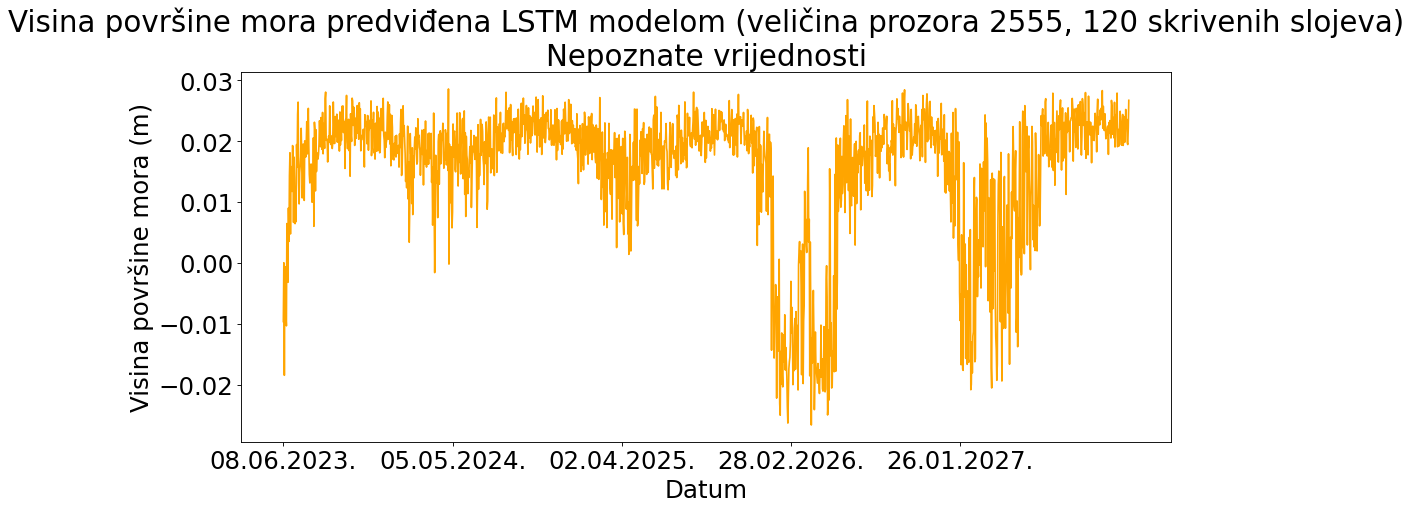 Visina površine mora predviđena LSTM modelom (veličina prozora 2555, 120 skrivenih slojeva)
Nepoznate vrijednosti
Visina površine mora (m)
0.03
0.02
0.01
0.00
−0.01
−0.02
08.06.2023. 05.05.2024. 02.04.2025. 28.02.2026. 26.01.2027.
Datum